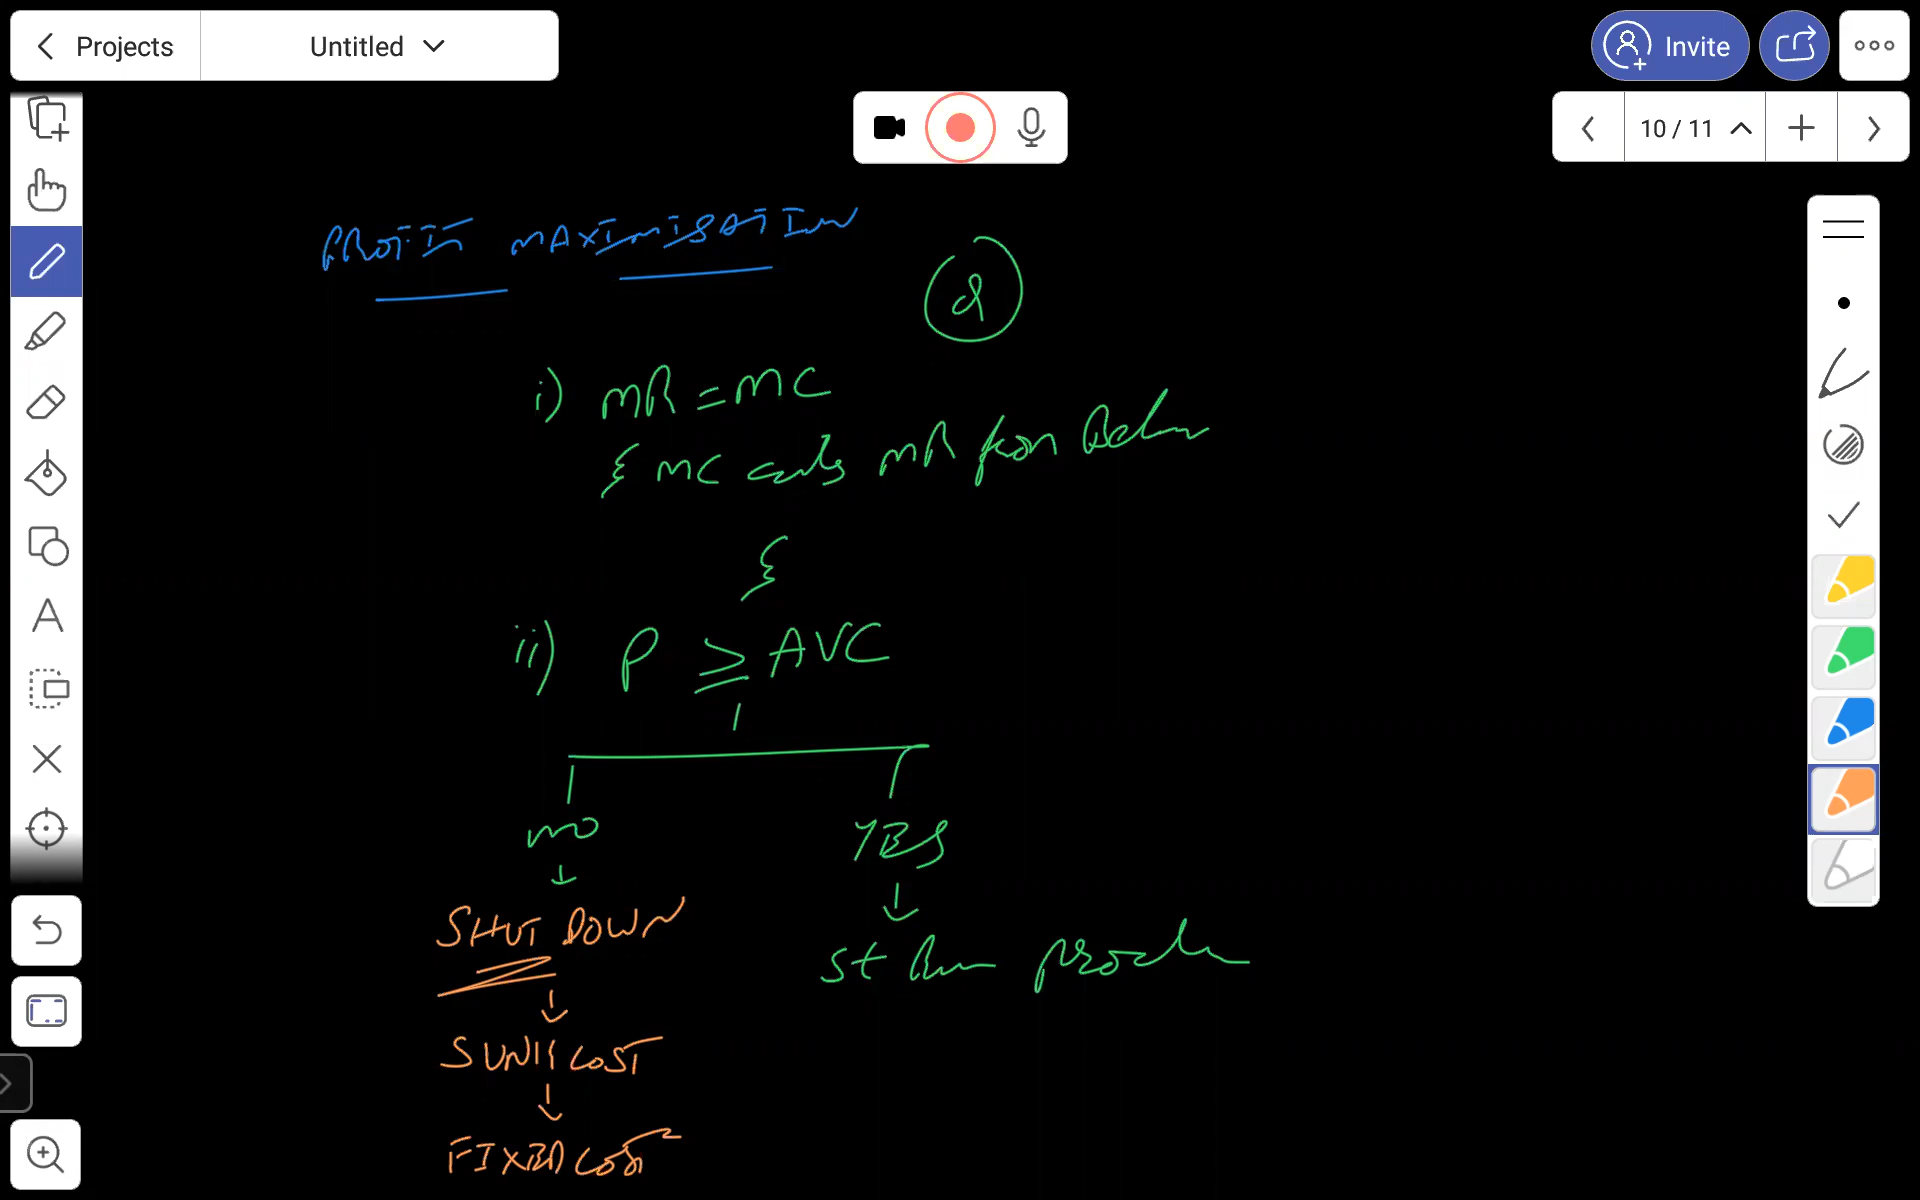 Projects
Untitled
Invite
10 / 11
PROFIT MAXIMISATION
Q
i) MR = MC
& MC cuts MR from Below
&
ii) P ≥ AVC
NO
YES
SHUT DOWN
St Run
SUNK COST
FIXED COST
A